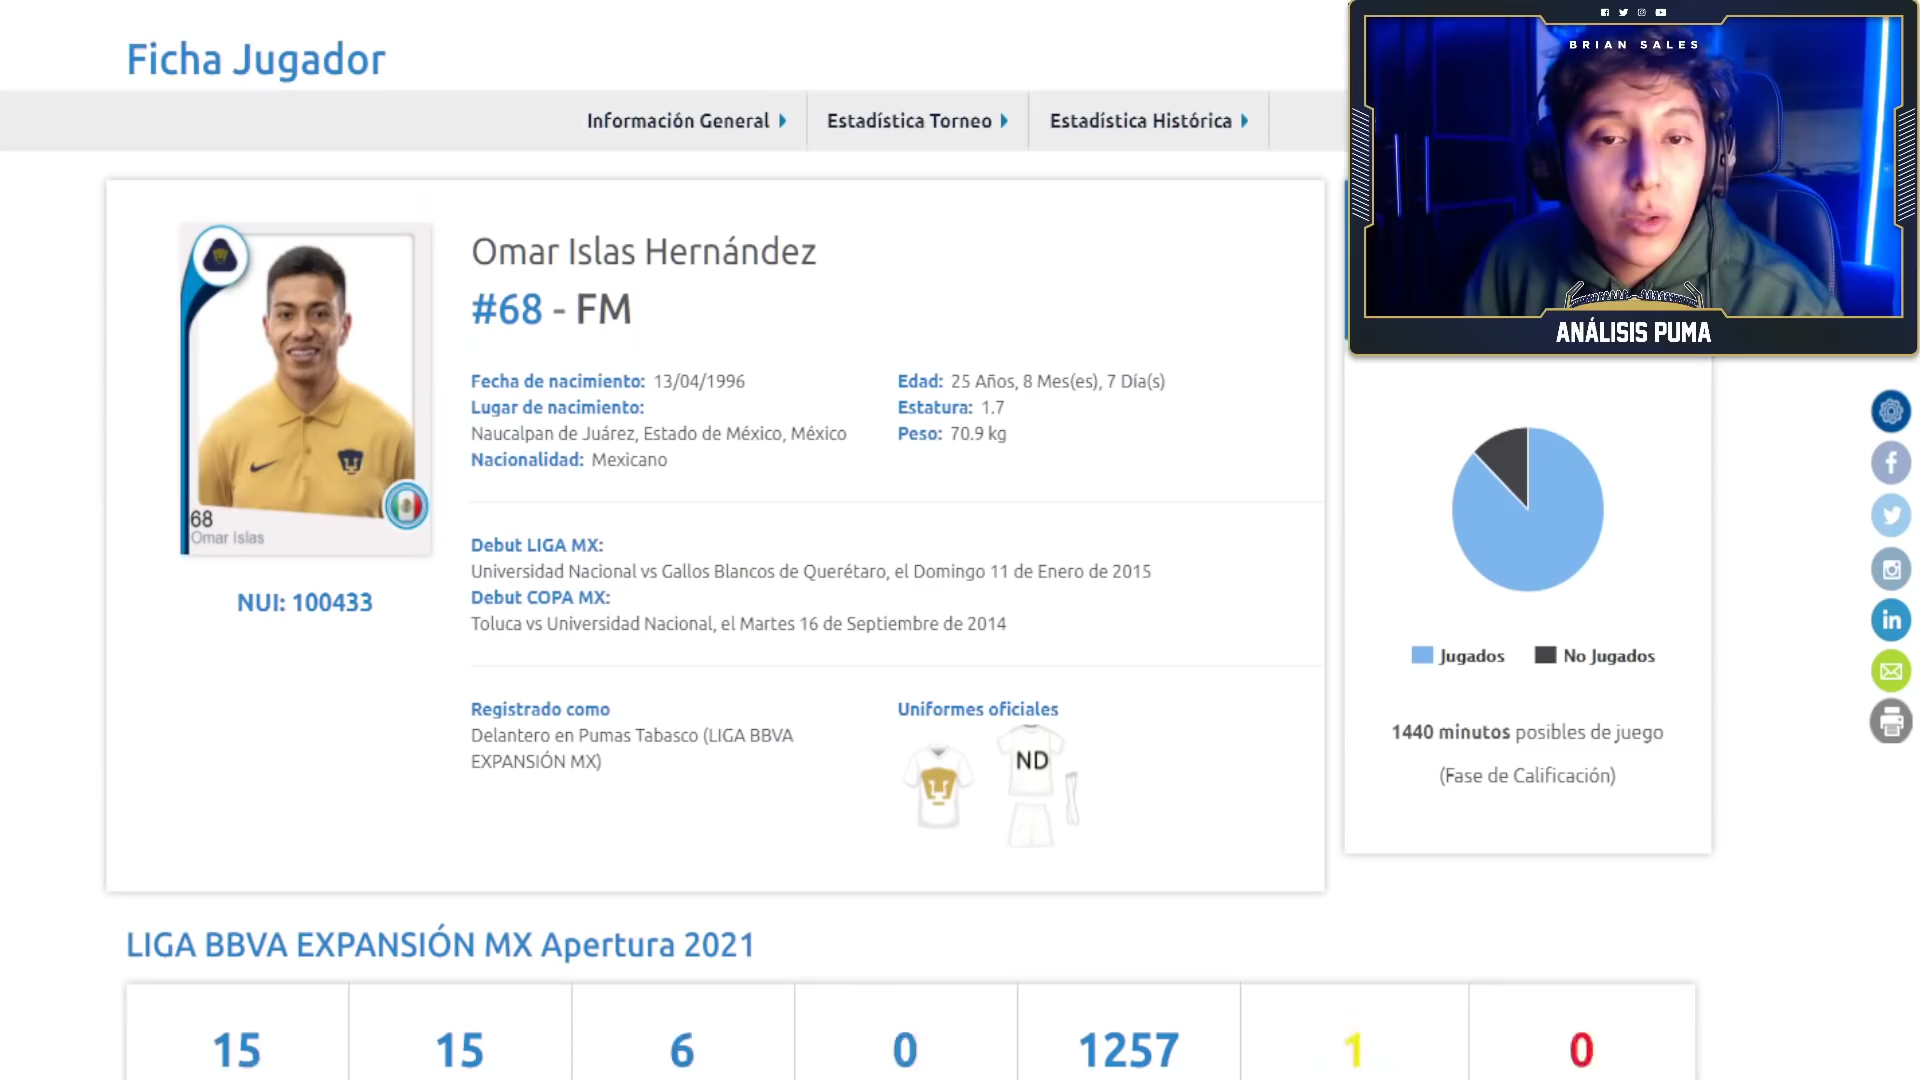 Ficha Jugador
Información General
Estadística Torneo
Estadística Histórica
BRIAN SALES
ANÁLISIS PUMA
68
Omar Islas
NUI: 100433
Omar Islas Hernández
#68 - FM
Fecha de nacimiento: 13/04/1996
Lugar de nacimiento:
Naucalpan de Juárez, Estado de México, México
Nacionalidad: Mexicano
Edad: 25 Años, 8 Mes(es), 7 Día(s)
Estatura: 1.7
Peso: 70.9 kg
Debut LIGA MX:
Universidad Nacional vs Gallos Blancos de Querétaro, el Domingo 11 de Enero de 2015
Debut COPA MX:
Toluca vs Universidad Nacional, el Martes 16 de Septiembre de 2014
Registrado como
Delantero en Pumas Tabasco (LIGA BBVA
EXPANSIÓN MX)
Uniformes oficiales
ND
Jugados
No Jugados
1440 minutos posibles de juego
(Fase de Calificación)
LIGA BBVA EXPANSIÓN MX Apertura 2021
15
15
6
0
1257
1
0